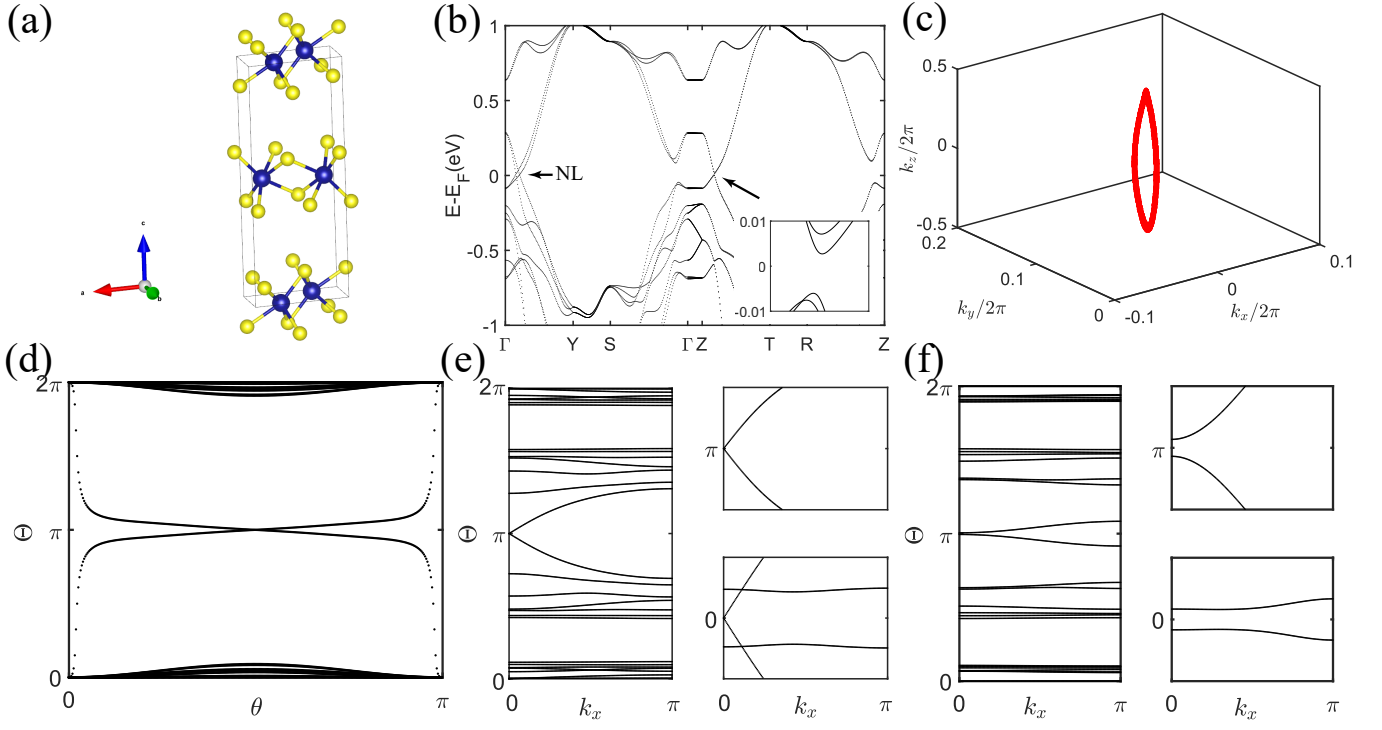 (a)
c
a
b
(b)
E-E_F(eV)
1
0.5
0
-0.5
-1
NL
0.01
0
-0.01
Γ Y S Γ Z T R Z
(c)
k_z/2π
0.5
0
-0.5
0.2
0.1
0
k_y/2π
-0.1
0
0.1
k_x/2π
(d)
2π
Θ π
0
0 θ π
(e)
2π
Θ π
0
0 k_x π
π
0
0 k_x π
(f)
2π
Θ π
0
0 k_x π
π
0
0 k_x π